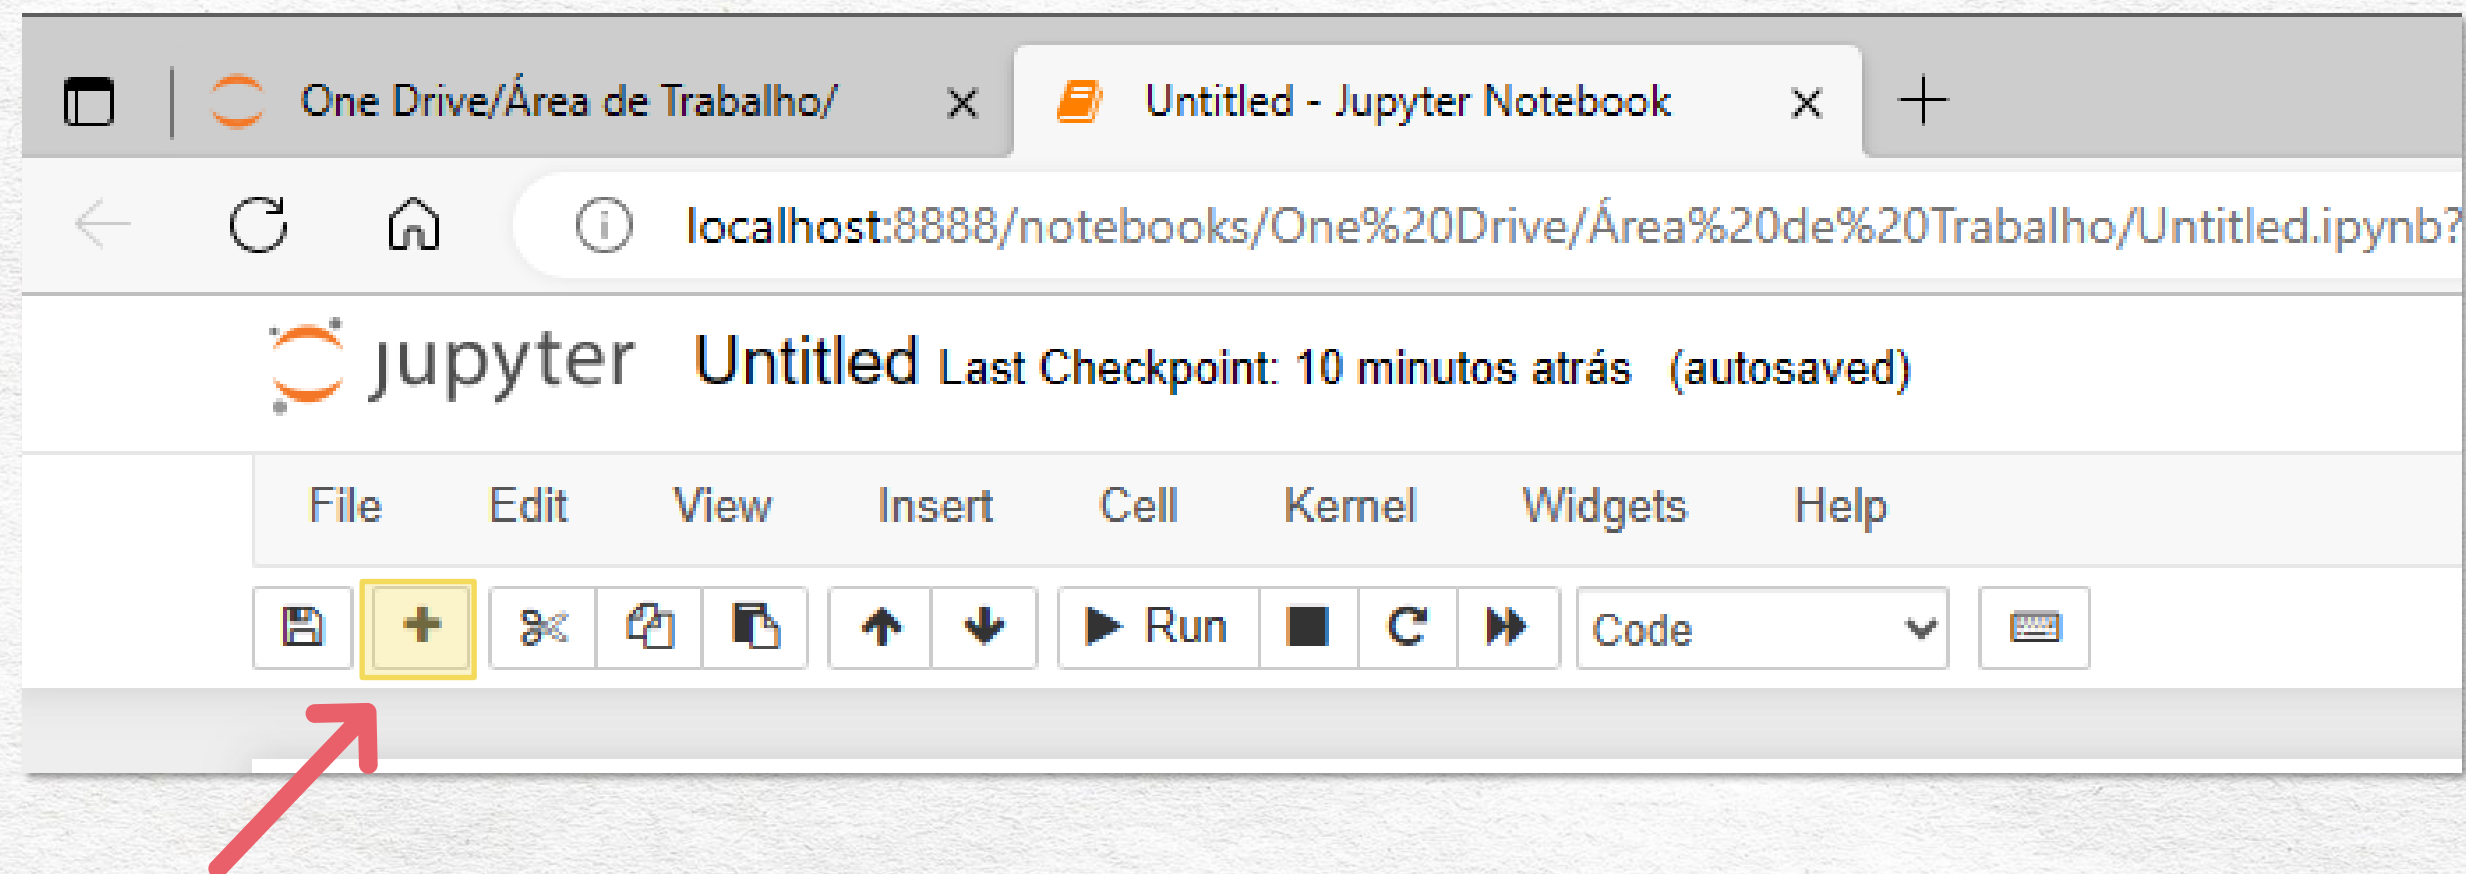 One Drive/Área de Trabalho/ Untitled - Jupyter Notebook
localhost:8888/notebooks/One%20Drive/Área%20de%20Trabalho/Untitled.ipynb?
jupyter Untitled Last Checkpoint: 10 minutos atrás (autosaved)
File Edit View Insert Cell Kernel Widgets Help
Run Code